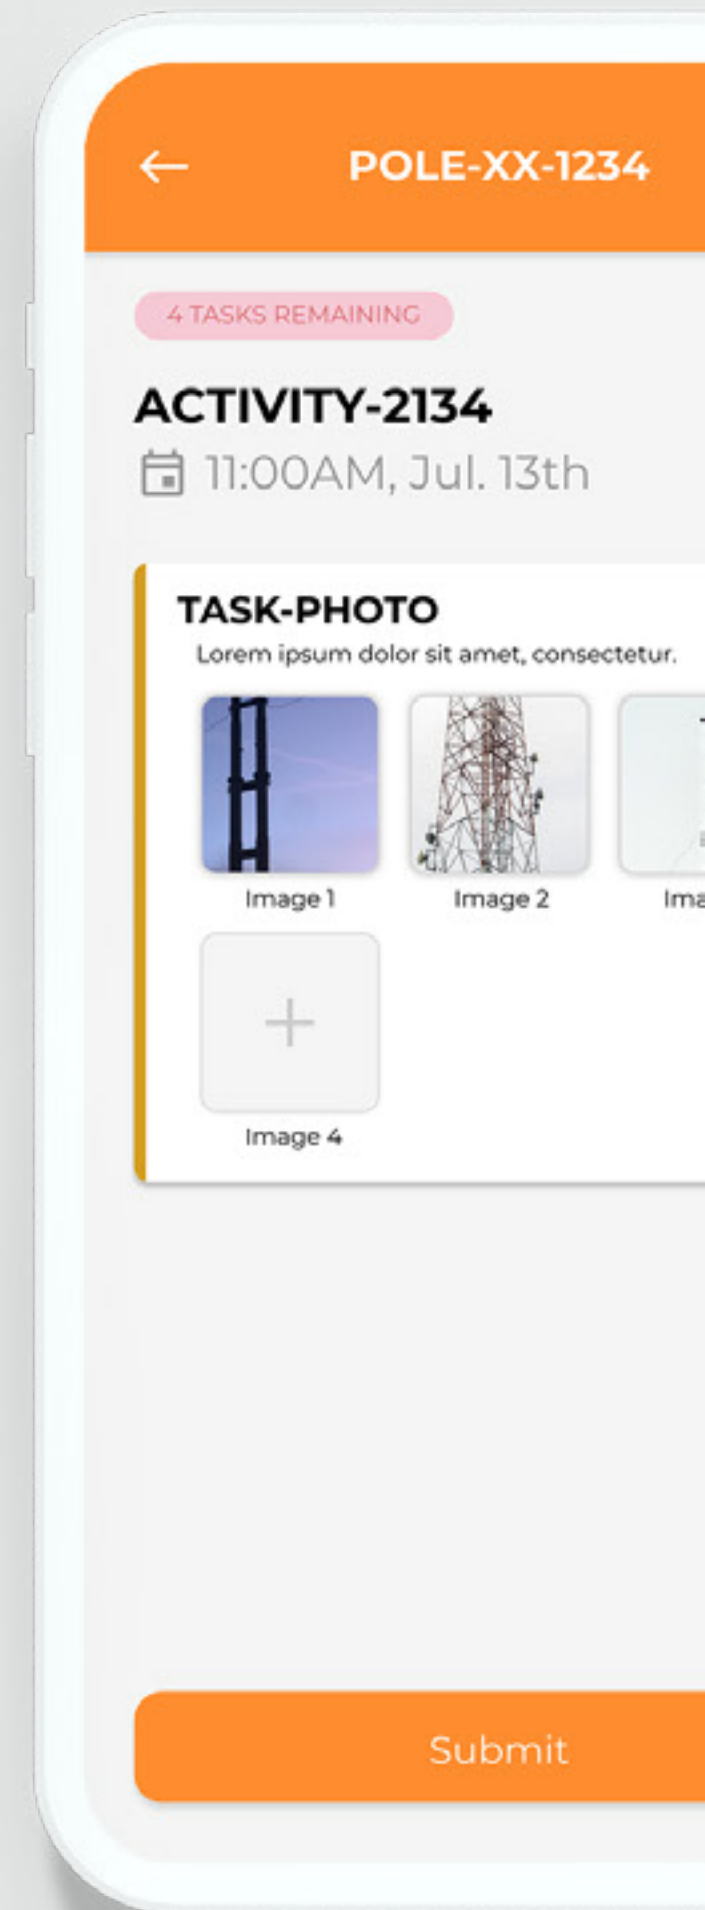 POLE-XX-1234
4 TASKS REMAINING
ACTIVITY-2134
11:00AM, Jul. 13th
TASK-PHOTO
Lorem ipsum dolor sit amet, consectetur.
Image 1 Image 2
Image 4
Submit